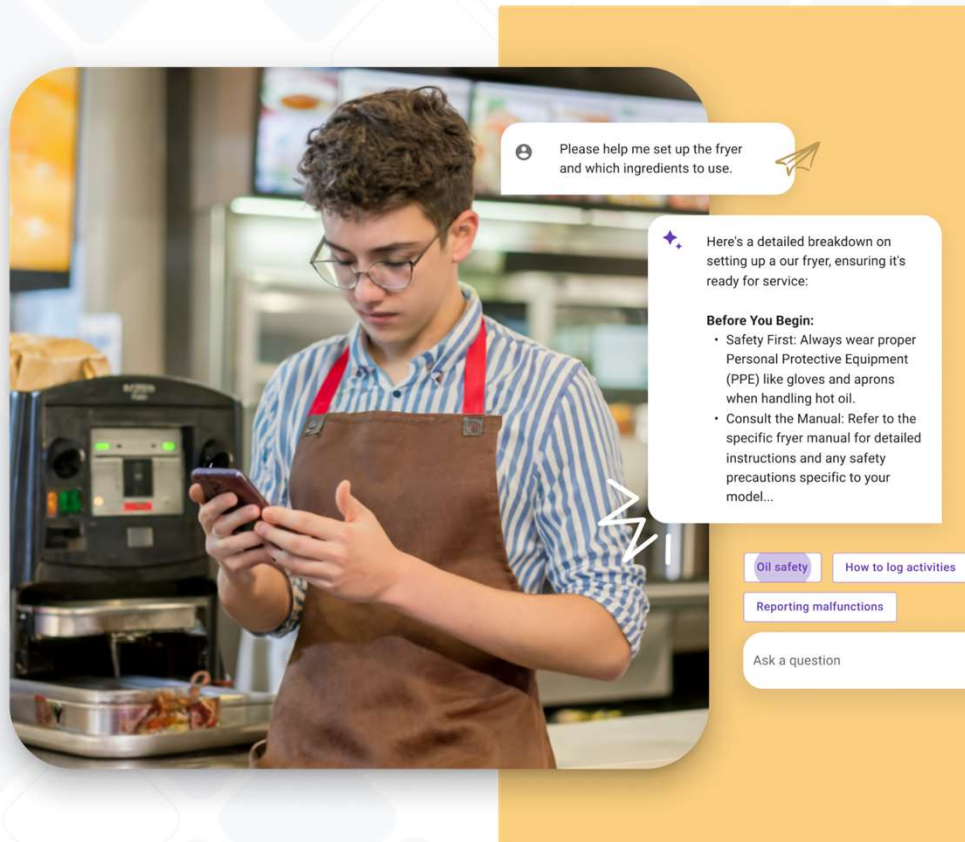 Please help me set up the fryer
and which ingredients to use.
Here's a detailed breakdown on
setting up a our fryer, ensuring it's
ready for service:
Before You Begin:
• Safety First: Always wear proper
Personal Protective Equipment
(PPE) like gloves and aprons
when handling hot oil.
• Consult the Manual: Refer to the
specific fryer manual for detailed
instructions and any safety
precautions specific to your
model...
Oil safety
How to log activities
Reporting malfunctions
Ask a question